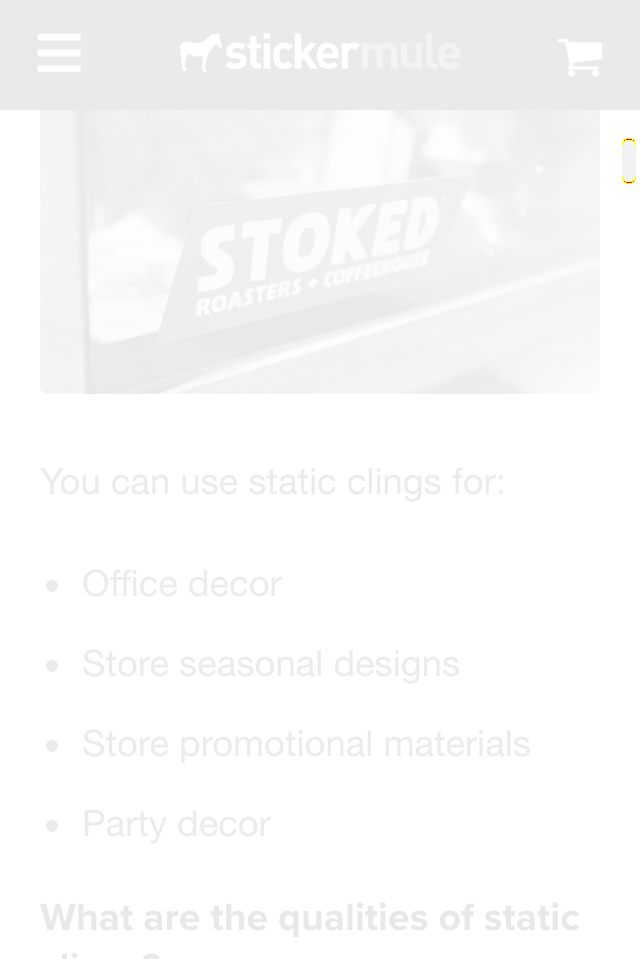 stickermule
STOKED
ROASTERS + COFFEEHOUSE
You can use static clings for:
• Office decor
• Store seasonal designs
• Store promotional materials
• Party decor
What are the qualities of static